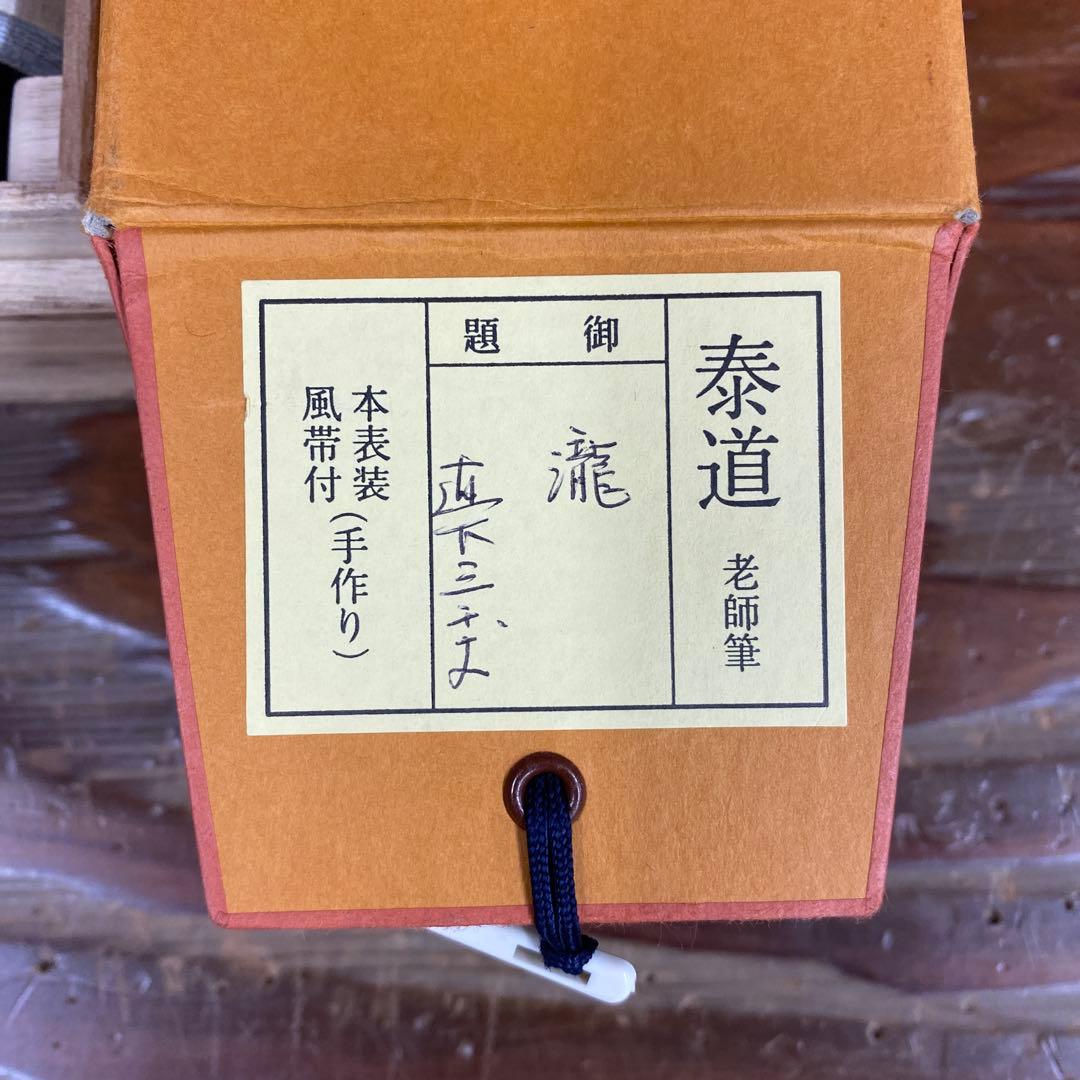 泰道 老師筆
御題
瀧
直下三千丈
本表装
風帯付(手作り)